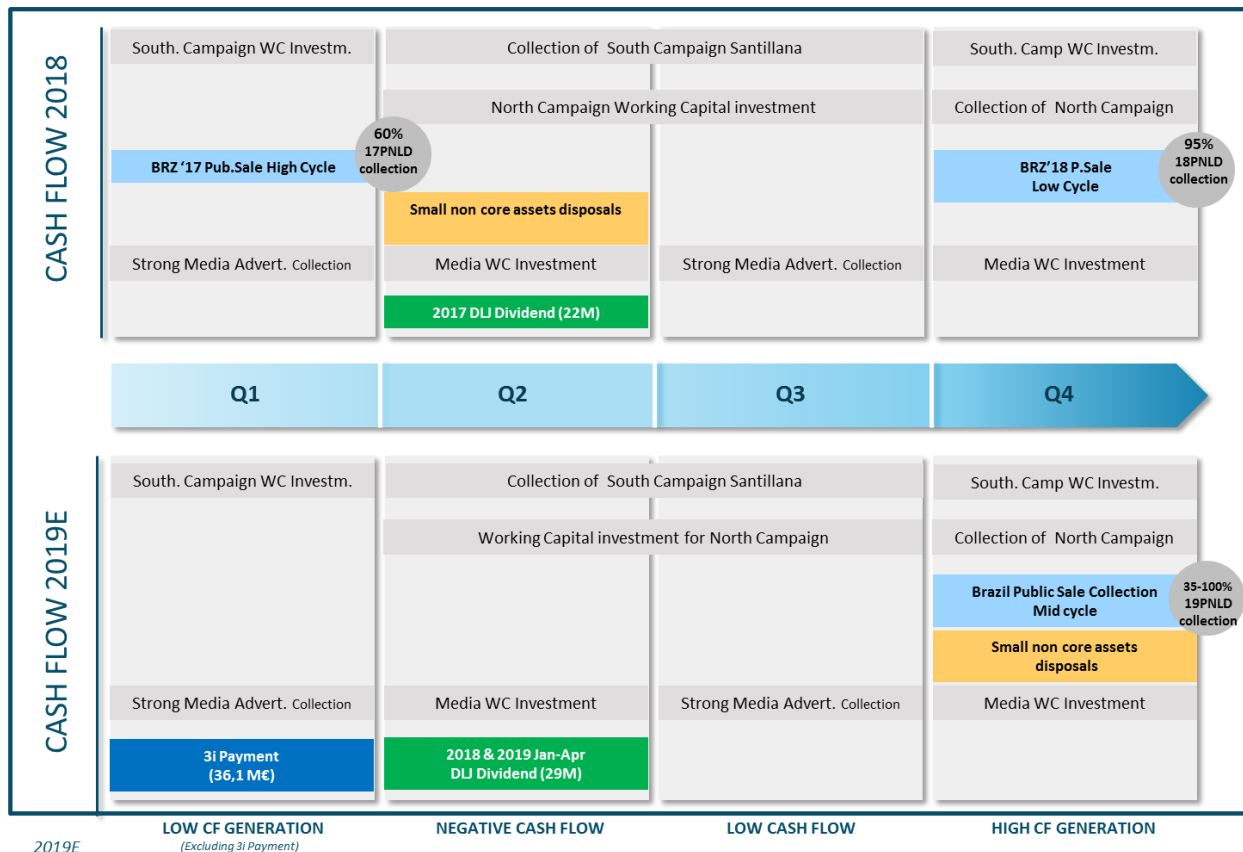 CASH FLOW 2018
South. Campaign WC Investm.
Collection of South Campaign Santillana
South. Camp WC Investm.
North Campaign Working Capital investment
Collection of North Campaign
60%
17PNLD
collection
BRZ ‘17 Pub.Sale High Cycle
95%
18PNLD
collection
BRZ’18 P.Sale
Low Cycle
Small non core assets disposals
Strong Media Advert. Collection
Media WC Investment
Strong Media Advert. Collection
Media WC Investment
2017 DLJ Dividend (22M)
Q1
Q2
Q3
Q4
CASH FLOW 2019E
South. Campaign WC Investm.
Collection of South Campaign Santillana
South. Camp WC Investm.
Working Capital investment for North Campaign
Collection of North Campaign
Brazil Public Sale Collection
Mid cycle
35-100%
19PNLD
collection
Small non core assets
disposals
Strong Media Advert. Collection
Media WC Investment
Strong Media Advert. Collection
Media WC Investment
3i Payment
(36,1 M€)
2018 & 2019 Jan-Apr
DLJ Dividend (29M)
2019E
LOW CF GENERATION
(Excluding 3i Payment)
NEGATIVE CASH FLOW
LOW CASH FLOW
HIGH CF GENERATION